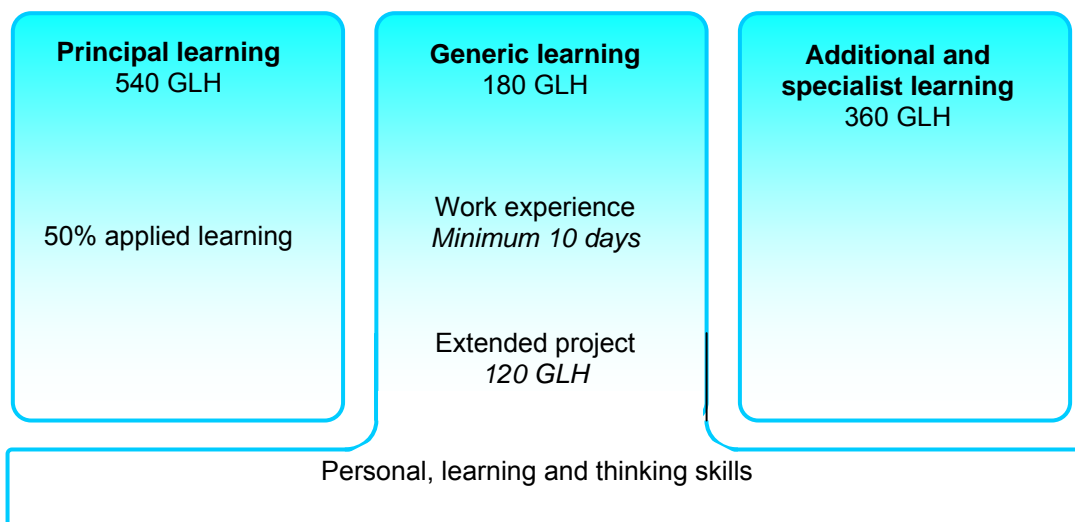 Principal learning
540 GLH
50% applied learning
Generic learning
180 GLH
Work experience
Minimum 10 days
Extended project
120 GLH
Additional and
specialist learning
360 GLH
Personal, learning and thinking skills